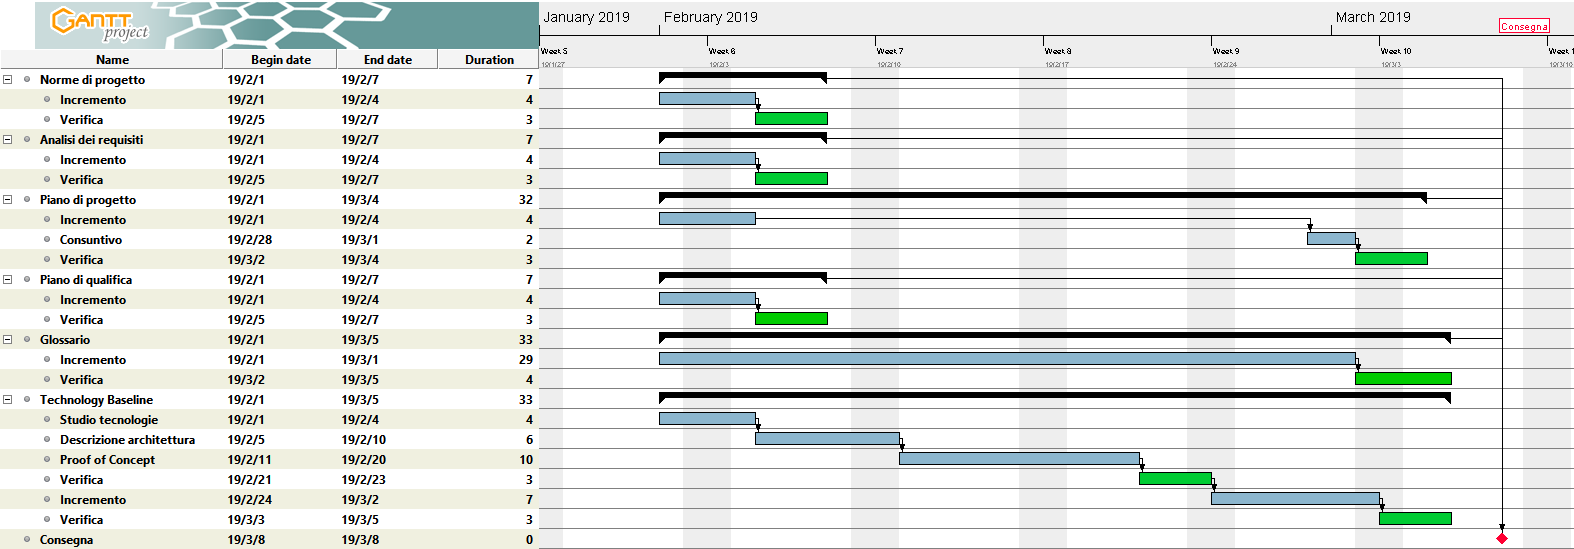 GANTT
project
January 2019
February 2019
March 2019
Consegna
Week 5
Week 6
Week 7
Week 8
Week 9
Week 10
Week 1
19/1/27
19/2/3
19/2/10
19/2/17
19/2/24
19/3/3
19/3/10
Name Begin date End date Duration
Norme di progetto 19/2/1 19/2/7 7
Incremento 19/2/1 19/2/4 4
Verifica 19/2/5 19/2/7 3
Analisi dei requisiti 19/2/1 19/2/7 7
Incremento 19/2/1 19/2/4 4
Verifica 19/2/5 19/2/7 3
Piano di progetto 19/2/1 19/3/4 32
Incremento 19/2/1 19/2/4 4
Consuntivo 19/2/28 19/3/1 2
Verifica 19/3/2 19/3/4 3
Piano di qualifica 19/2/1 19/2/7 7
Incremento 19/2/1 19/2/4 4
Verifica 19/2/5 19/2/7 3
Glossario 19/2/1 19/3/5 33
Incremento 19/2/1 19/3/1 29
Verifica 19/3/2 19/3/5 4
Technology Baseline 19/2/1 19/3/5 33
Studio tecnologie 19/2/1 19/2/4 4
Descrizione architettura 19/2/5 19/2/10 6
Proof of Concept 19/2/11 19/2/20 10
Verifica 19/2/21 19/2/23 3
Incremento 19/2/24 19/3/2 7
Verifica 19/3/3 19/3/5 3
Consegna 19/3/8 19/3/8 0